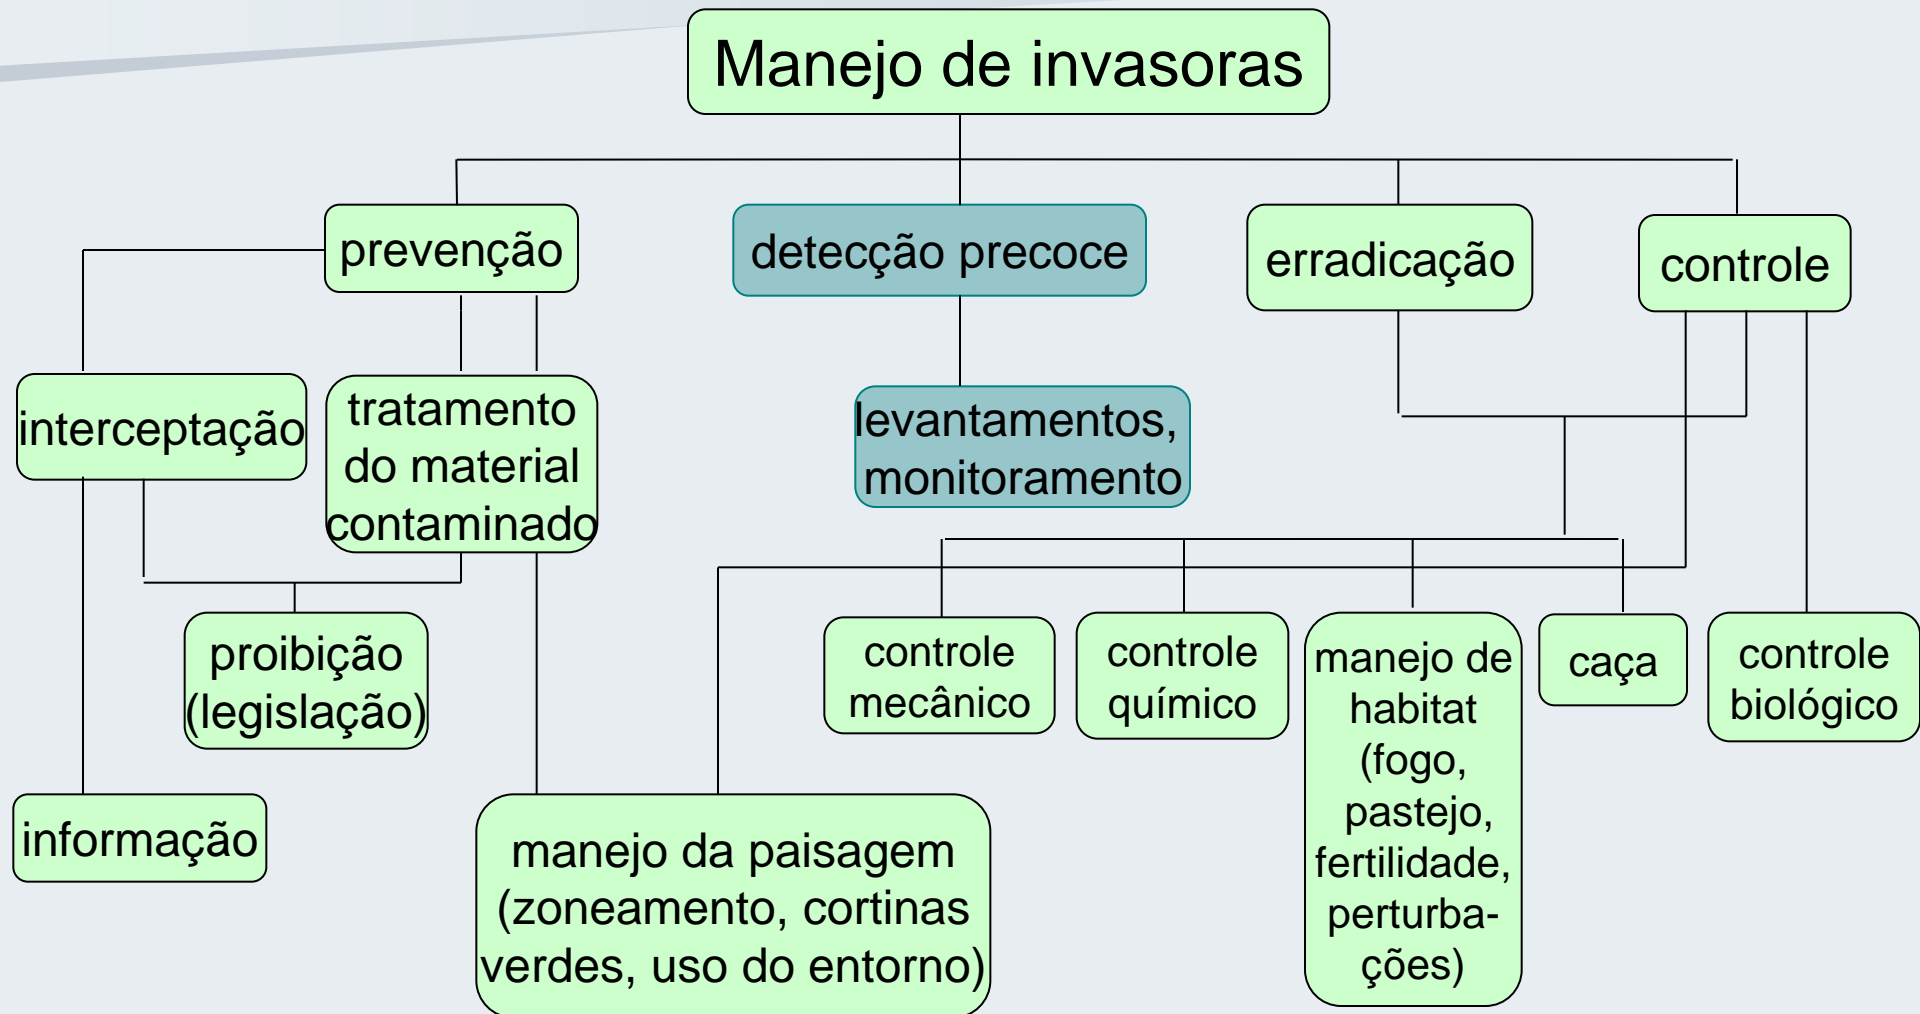 Manejo de invasoras
prevenção
detecção precoce
erradicação
controle
interceptação
tratamento
do material
contaminado
levantamentos,
monitoramento
proibição
(legislação)
controle
mecânico
controle
químico
manejo de
habitat
(fogo,
pastejo,
fertilidade,
perturba-
ções)
caça
controle
biológico
informação
manejo da paisagem
(zoneamento, cortinas
verdes, uso do entorno)